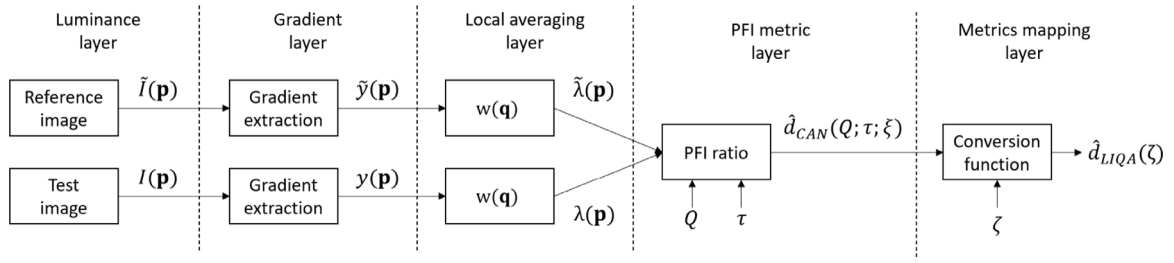 Luminance
layer
Gradient
layer
Local averaging
layer
PFI metric
layer
Metrics mapping
layer
Reference
image
Ĩ(𝐩)
Gradient
extraction
ỹ(𝐩)
w(𝐪)
λ̃(𝐩)
PFI ratio
d̂_CAN(Q; τ; ξ)
Conversion
function
d̂_LIQA(ζ)
Test
image
I(𝐩)
Gradient
extraction
y(𝐩)
w(𝐪)
λ(𝐩)
Q
τ
ζ